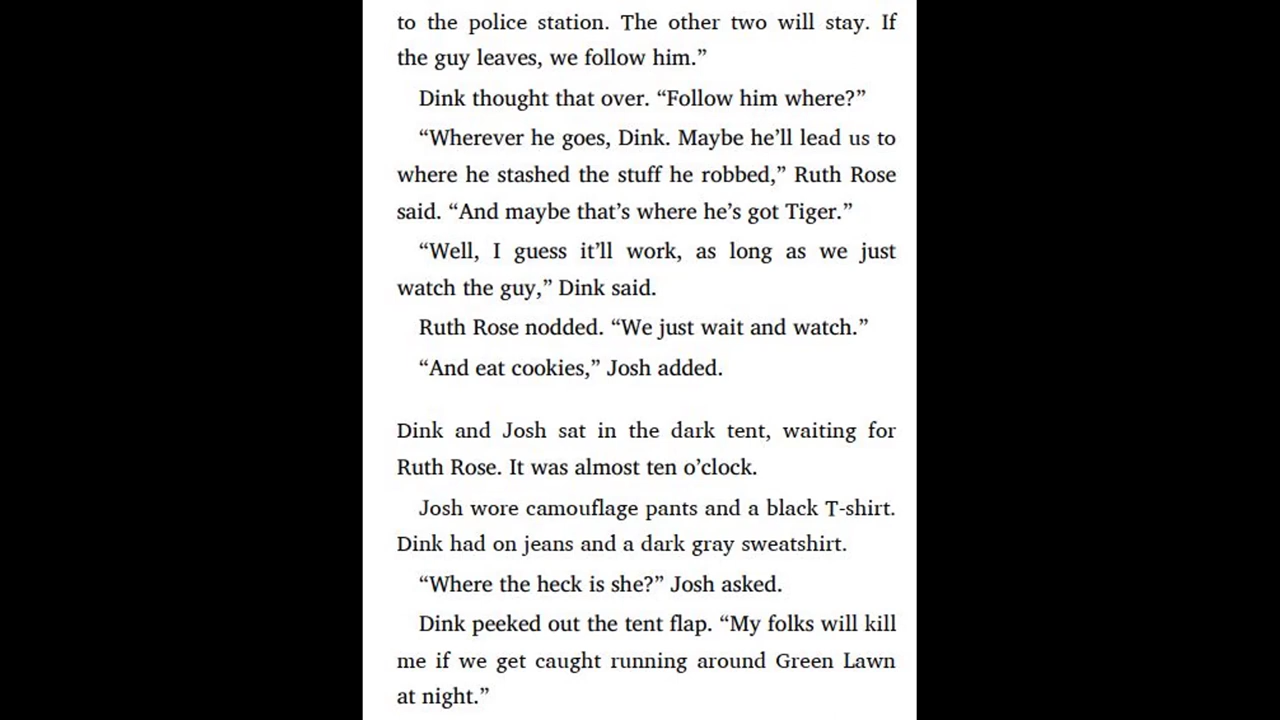 to the police station. The other two will stay. If
the guy leaves, we follow him.”
Dink thought that over. “Follow him where?”
“Wherever he goes, Dink. Maybe he’ll lead us to
where he stashed the stuff he robbed,” Ruth Rose
said. “And maybe that’s where he’s got Tiger.”
“Well, I guess it’ll work, as long as we just
watch the guy,” Dink said.
Ruth Rose nodded. “We just wait and watch.”
“And eat cookies,” Josh added.
Dink and Josh sat in the dark tent, waiting for
Ruth Rose. It was almost ten o’clock.
Josh wore camouflage pants and a black T-shirt.
Dink had on jeans and a dark gray sweatshirt.
“Where the heck is she?” Josh asked.
Dink peeked out the tent flap. “My folks will kill
me if we get caught running around Green Lawn
at night.”